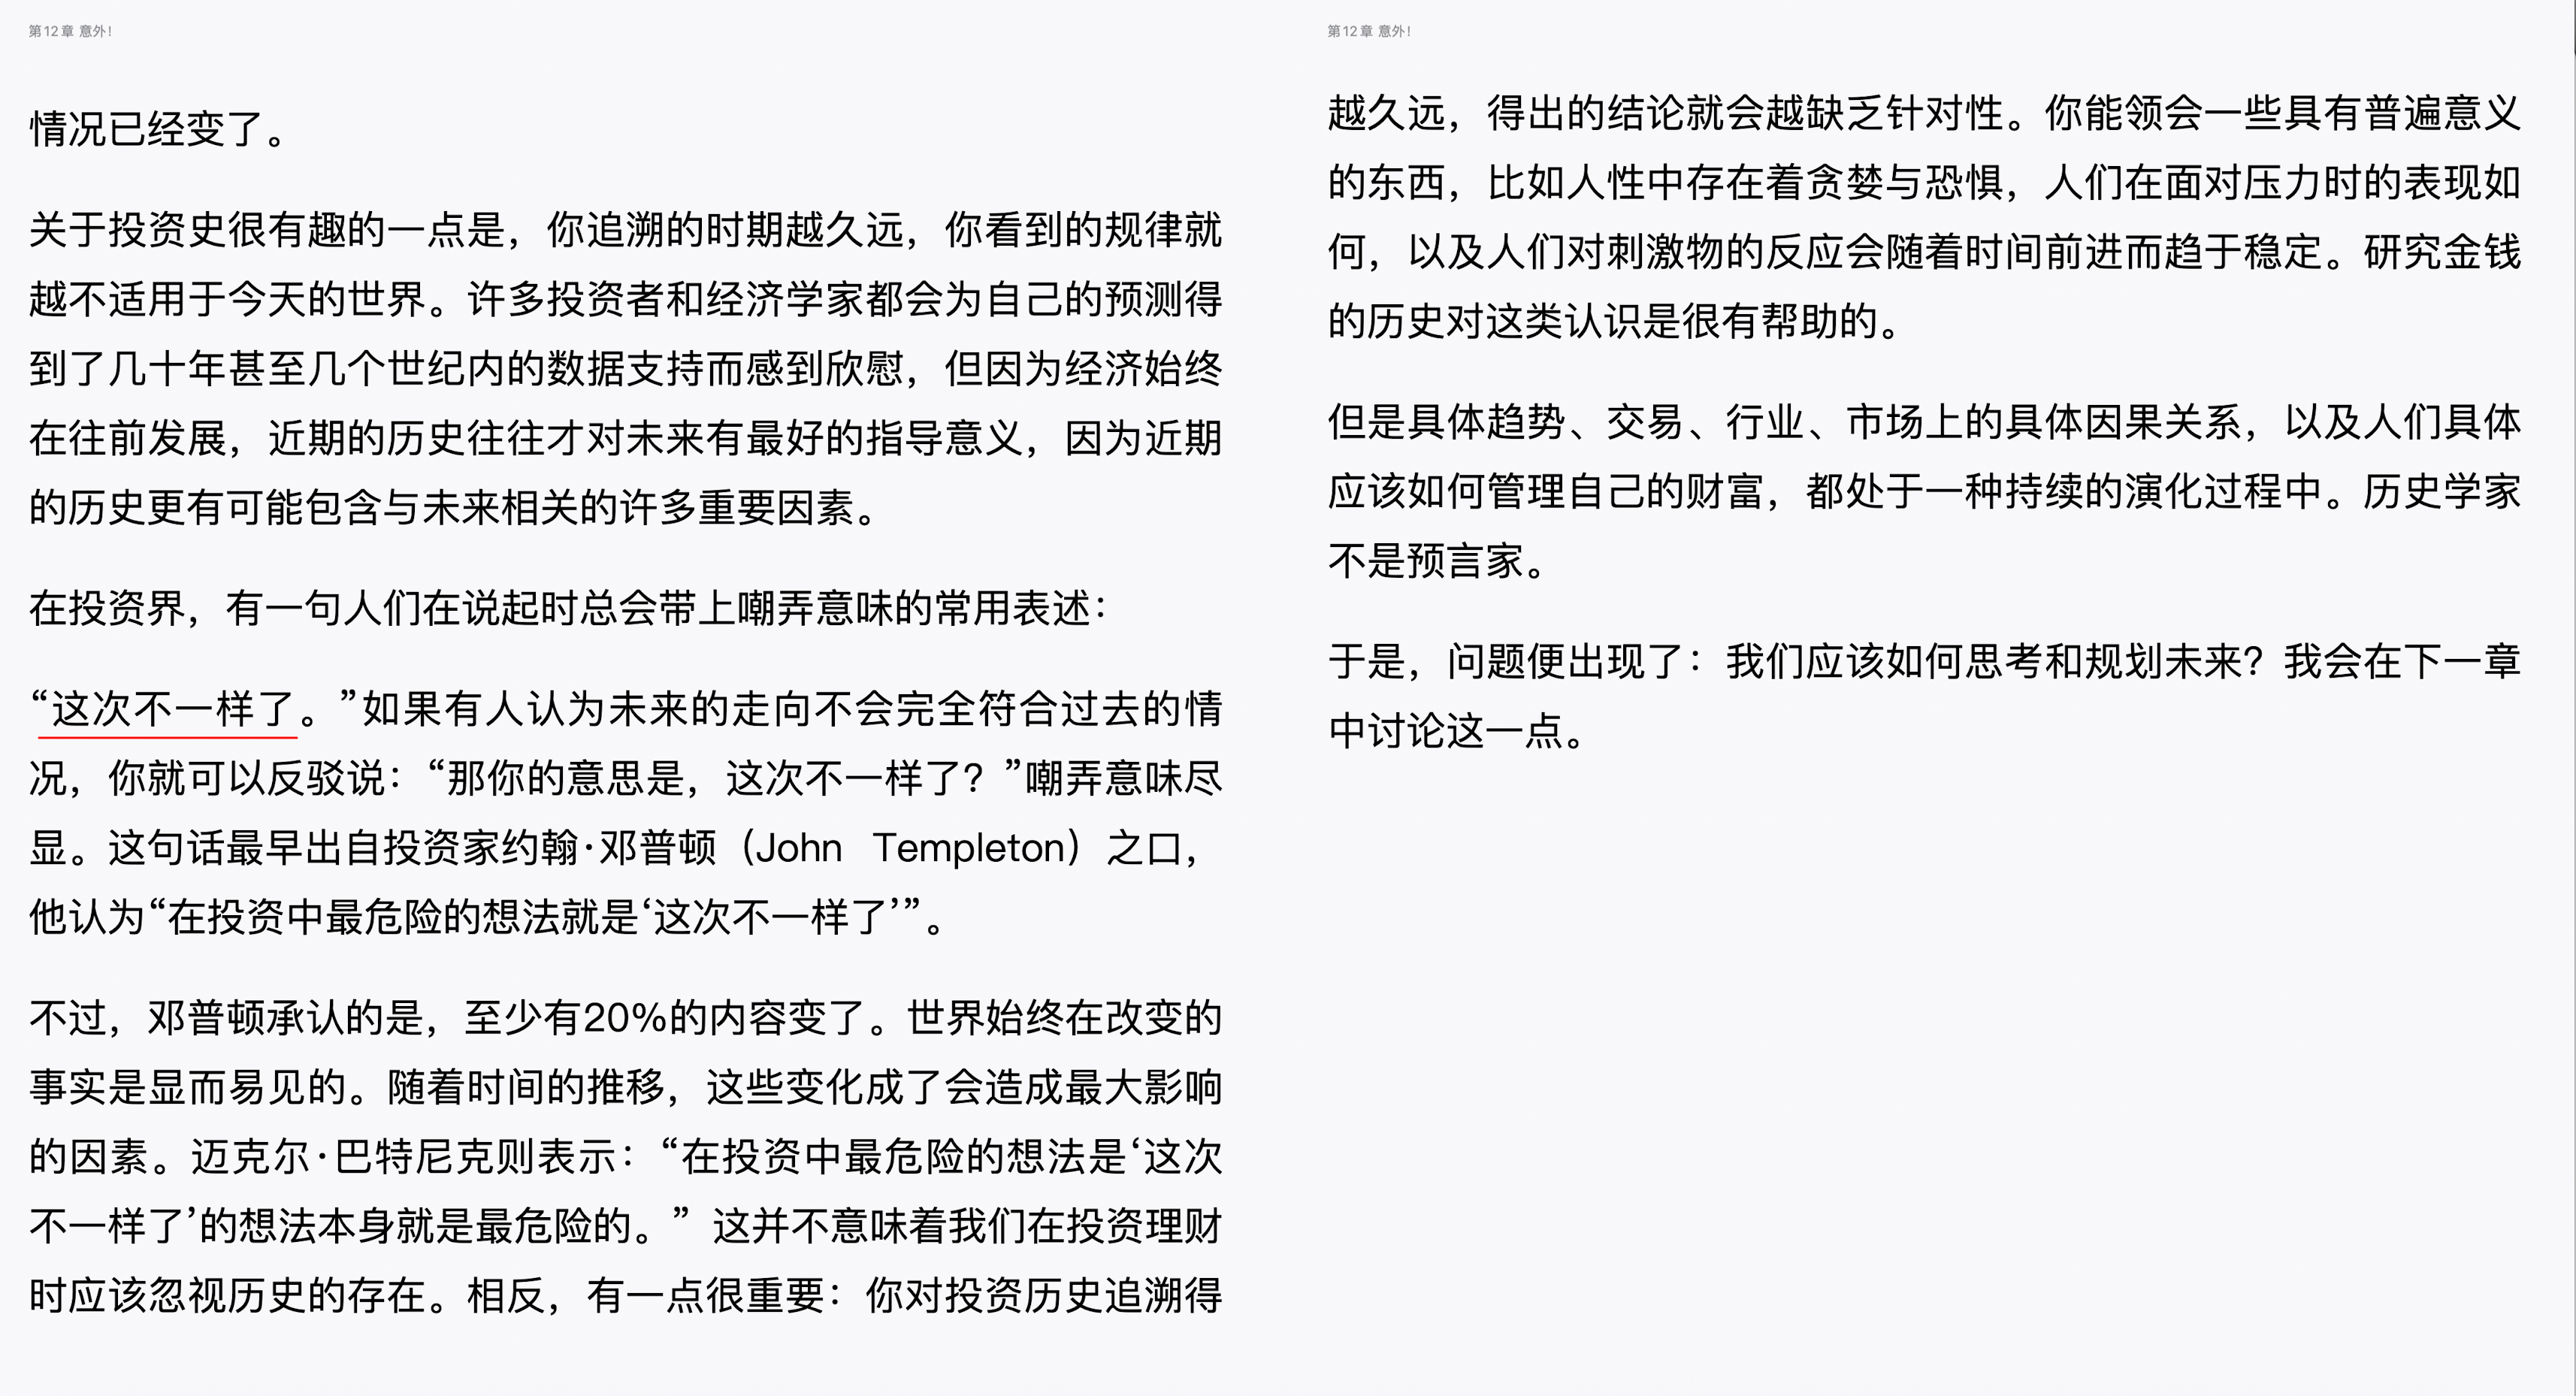 第12章 意外！
情况已经变了。
关于投资史很有趣的一点是，你追溯的时期越久远，你看到的规律就
越不适用于今天的世界。许多投资者和经济学家都会为自己的预测得
到了几十年甚至几个世纪内的数据支持而感到欣慰，但因为经济始终
在往前发展，近期的历史往往才对未来有最好的指导意义，因为近期
的历史更有可能包含与未来相关的许多重要因素。
在投资界，有一句人们在说起时总会带上嘲弄意味的常用表述：
“这次不一样了。”如果有人认为未来的走向不会完全符合过去的情
况，你就可以反驳说：“那你的意思是，这次不一样了？”嘲弄意味尽
显。这句话最早出自投资家约翰·邓普顿（John Templeton）之口，
他认为“在投资中最危险的想法就是‘这次不一样了’”。
不过，邓普顿承认的是，至少有20%的内容变了。世界始终在改变的
事实是显而易见的。随着时间的推移，这些变化成了会造成最大影响
的因素。迈克尔·巴特尼克则表示：“在投资中最危险的想法是‘这次
不一样了’的想法本身就是最危险的。” 这并不意味着我们在投资理财
时应该忽视历史的存在。相反，有一点很重要：你对投资历史追溯得
第12章 意外！
越久远，得出的结论就会越缺乏针对性。你能领会一些具有普遍意义
的东西，比如人性中存在着贪婪与恐惧，人们在面对压力时的表现如
何，以及人们对刺激物的反应会随着时间前进而趋于稳定。研究金钱
的历史对这类认识是很有帮助的。
但是具体趋势、交易、行业、市场上的具体因果关系，以及人们具体
应该如何管理自己的财富，都处于一种持续的演化过程中。历史学家
不是预言家。
于是，问题便出现了：我们应该如何思考和规划未来？我会在下一章
中讨论这一点。